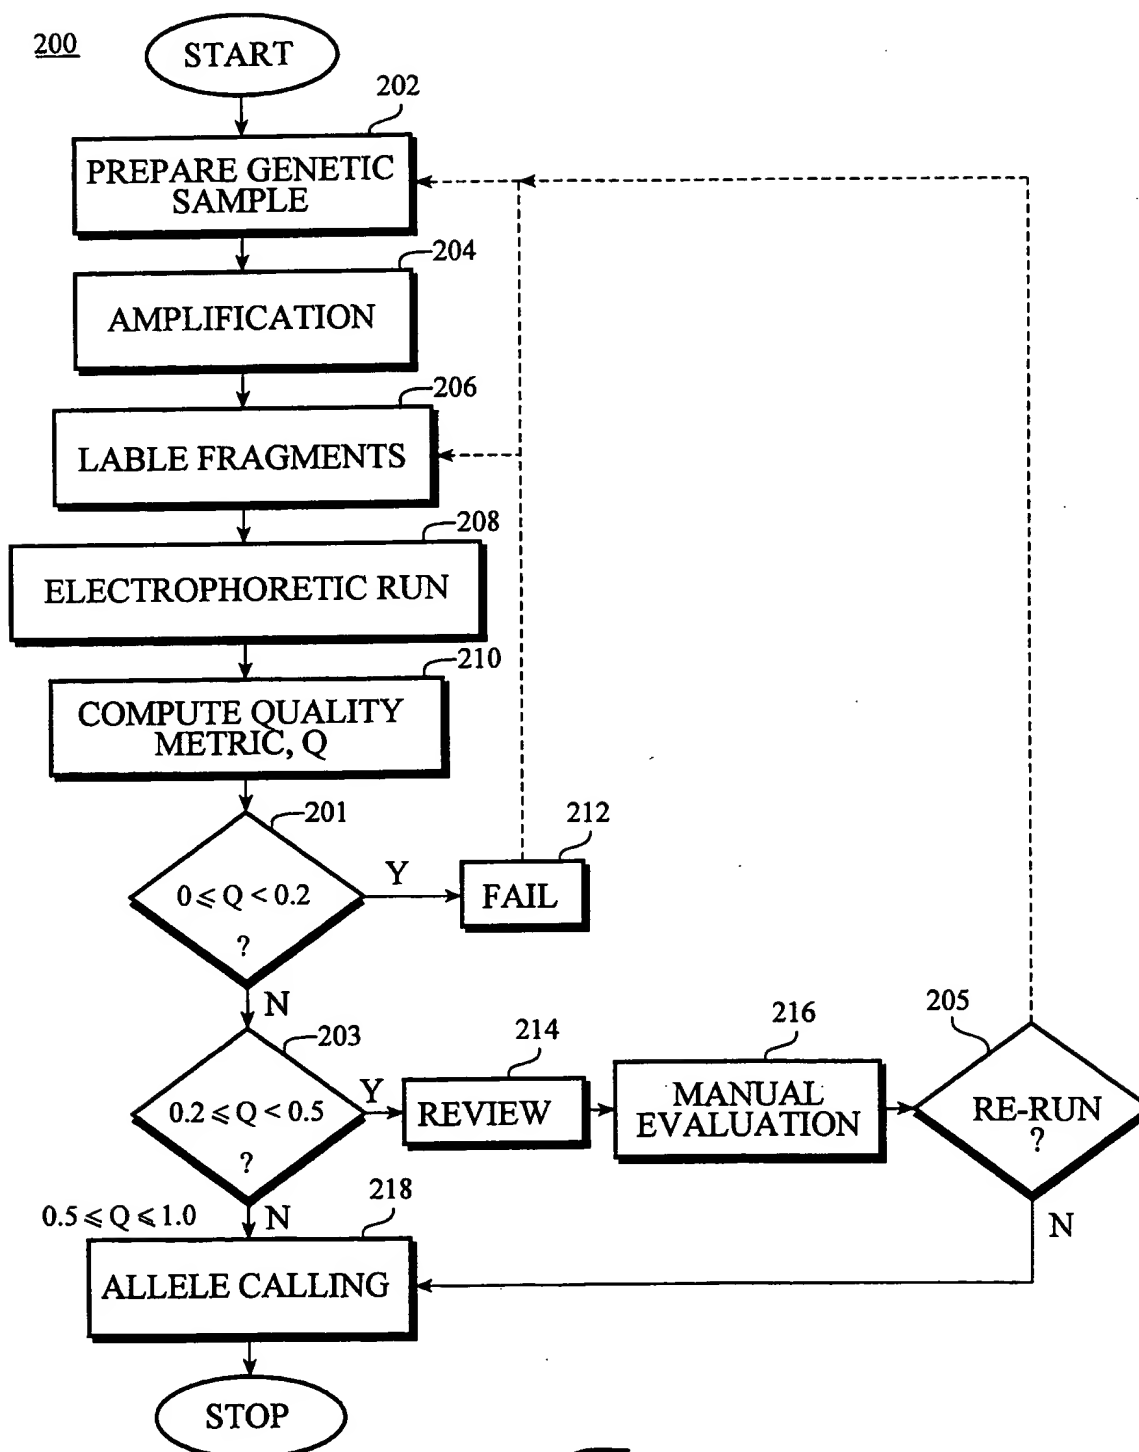 200
START
202
PREPARE GENETIC
SAMPLE
204
AMPLIFICATION
206
LABLE FRAGMENTS
208
ELECTROPHORETIC RUN
210
COMPUTE QUALITY
METRIC, Q
201
0 ⩽ Q < 0.2
?
Y
212
FAIL
N
203
0.2 ⩽ Q < 0.5
?
Y
214
REVIEW
216
MANUAL
EVALUATION
205
RE-RUN
?
N
0.5 ⩽ Q ⩽ 1.0
N
218
ALLELE CALLING
STOP